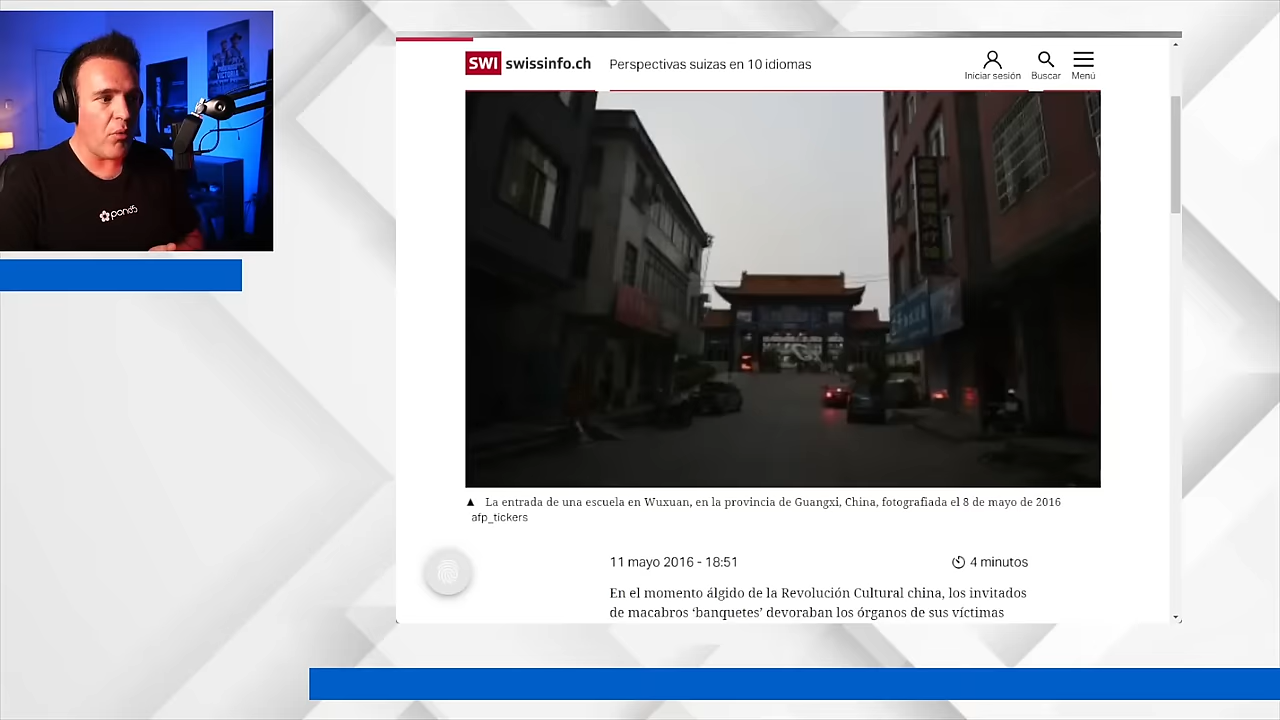 SWI swissinfo.ch
Perspectivas suizas en 10 idiomas
Iniciar sesión
Buscar
Menú
pond5
▲ La entrada de una escuela en Wuxuan, en la provincia de Guangxi, China, fotografiada el 8 de mayo de 2016
afp_tickers
11 mayo 2016 - 18:51
4 minutos
En el momento álgido de la Revolución Cultural china, los invitados
de macabros ‘banquetes’ devoraban los órganos de sus víctimas